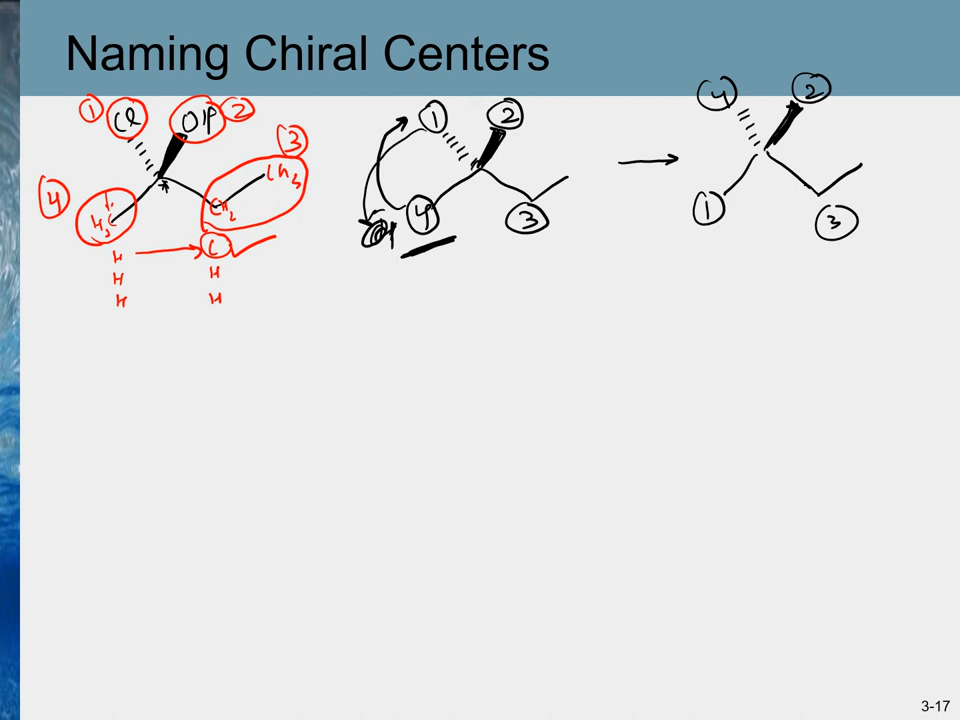 Naming Chiral Centers
① Cl OH ② ③
④ H₃C * CH₂ CH₃
H C
H H
H H
① ② ④ ③
④ ② ① ③
3-17